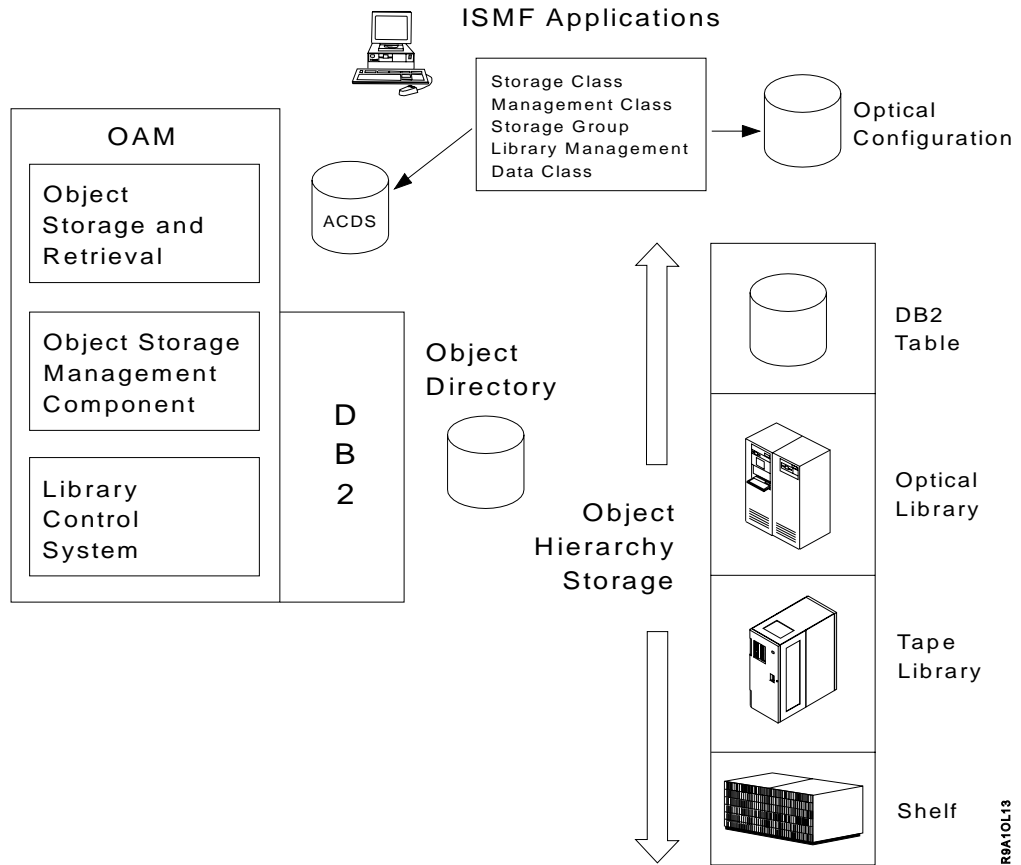 ISMF Applications
Storage Class
Management Class
Storage Group
Library Management
Data Class
Optical
Configuration
OAM
Object
Storage and
Retrieval
ACDS
Object Storage
Management
Component
Library
Control
System
D
B
2
Object
Directory
Object
Hierarchy
Storage
DB2
Table
Optical
Library
Tape
Library
Shelf
R9A1OL13